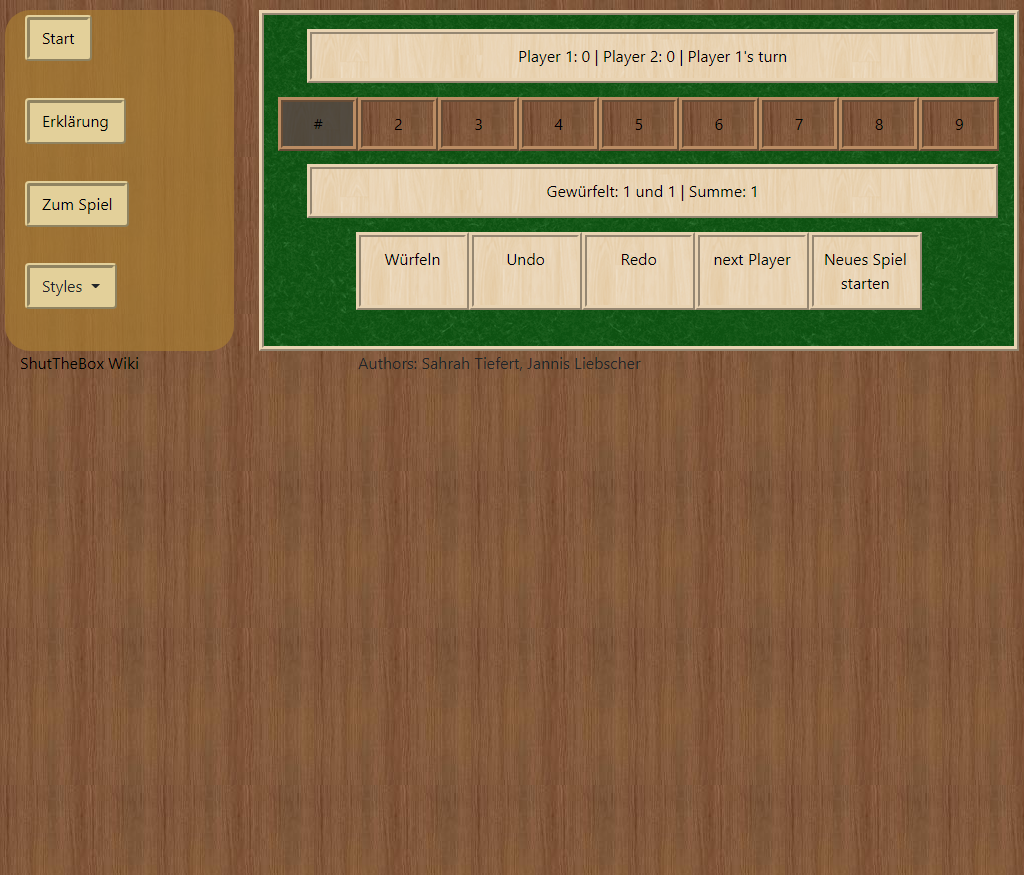 Start
Erklärung
Zum Spiel
Styles
Player 1: 0 | Player 2: 0 | Player 1's turn
# 2 3 4 5 6 7 8 9
Gewürfelt: 1 und 1 | Summe: 1
Würfeln Undo Redo next Player Neues Spiel
starten
ShutTheBox Wiki
Authors: Sahrah Tiefert, Jannis Liebscher